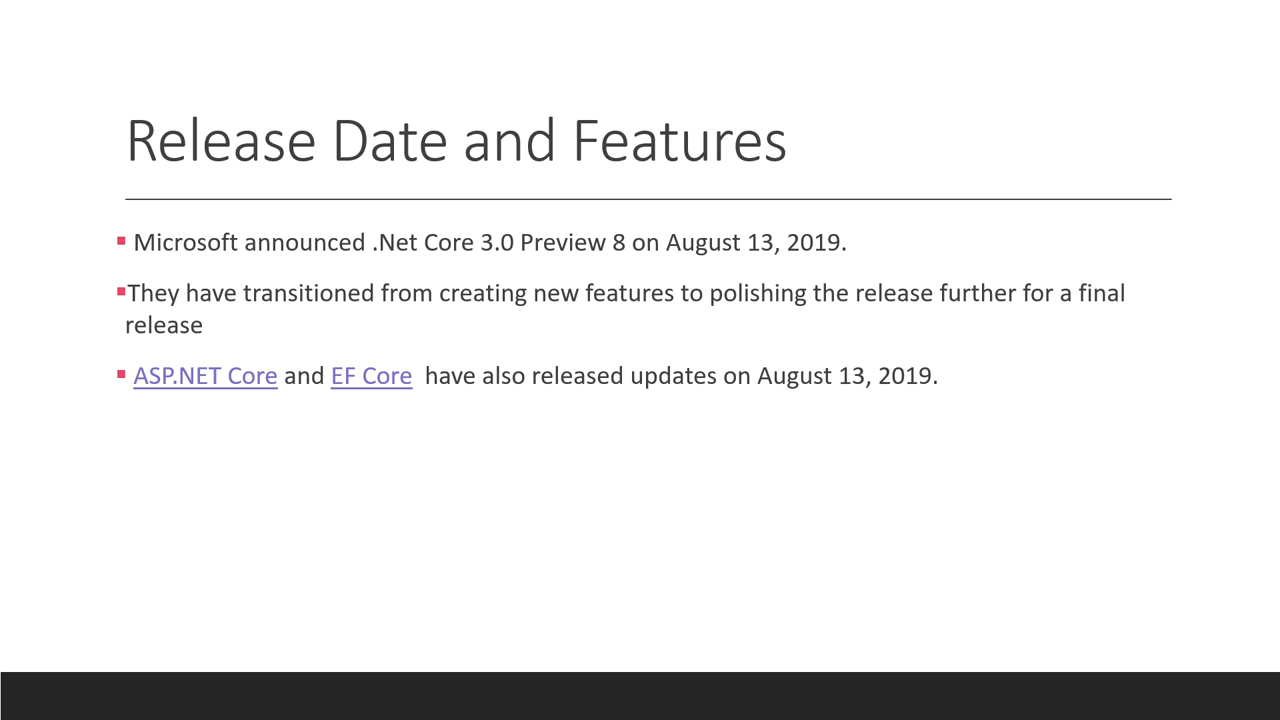 Release Date and Features
▪ Microsoft announced .Net Core 3.0 Preview 8 on August 13, 2019.
▪They have transitioned from creating new features to polishing the release further for a final
release
▪ ASP.NET Core and EF Core  have also released updates on August 13, 2019.